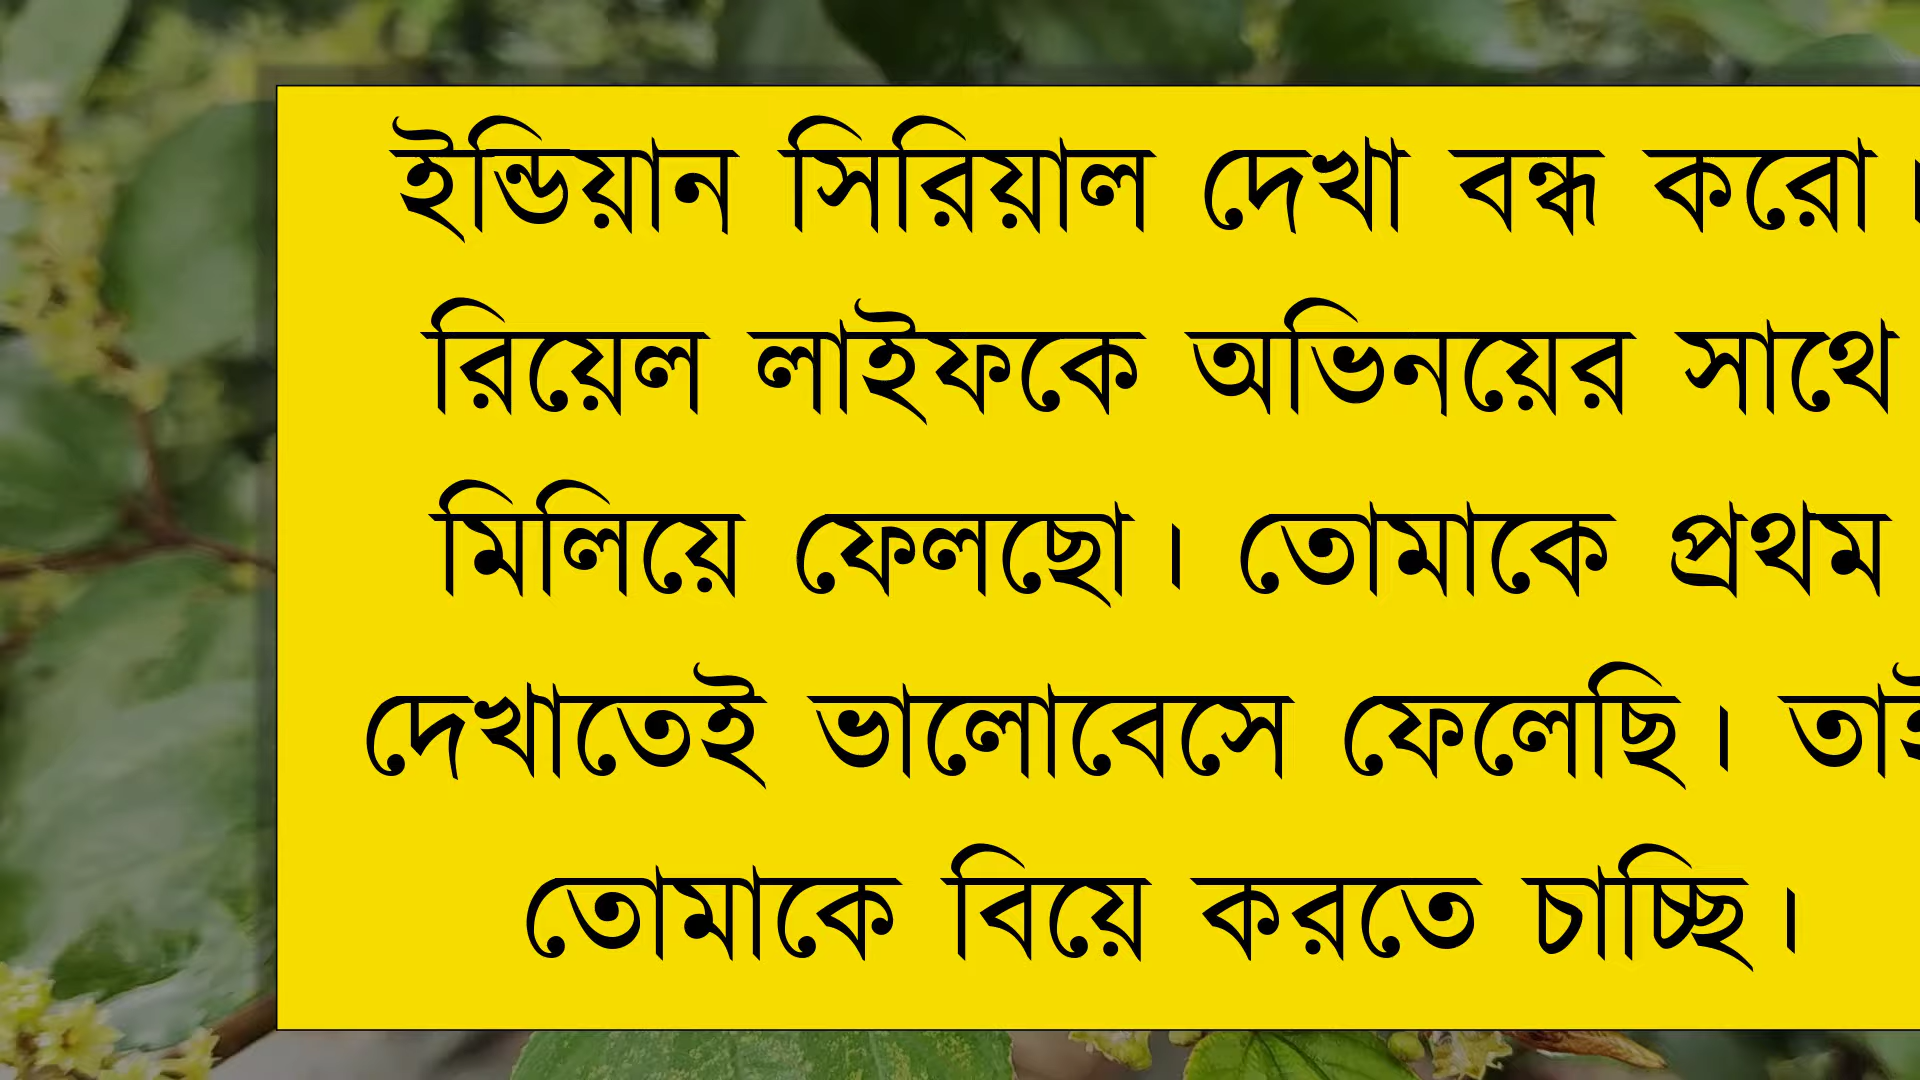 ইন্ডিয়ান সিরিয়াল দেখা বন্ধ করো।
রিয়েল লাইফকে অভিনয়ের সাথে
মিলিয়ে ফেলছো। তোমাকে প্রথম
দেখাতেই ভালোবেসে ফেলেছি। তাই
তোমাকে বিয়ে করতে চাচ্ছি।